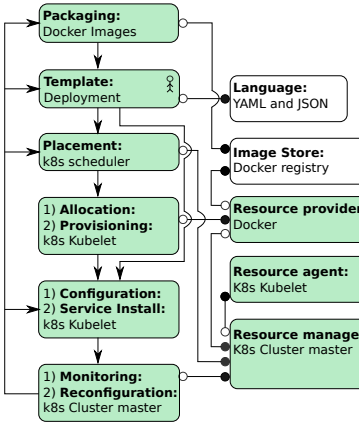 Packaging:
Docker Images
Template:
Deployment
Placement:
k8s scheduler
1) Allocation:
2) Provisioning:
k8s Kubelet
1) Configuration:
2) Service Install:
k8s Kubelet
1) Monitoring:
2) Reconfiguration:
k8s Cluster master
Language:
YAML and JSON
Image Store:
Docker registry
Resource provider
Docker
Resource agent:
K8s Kubelet
Resource manage
K8s Cluster master